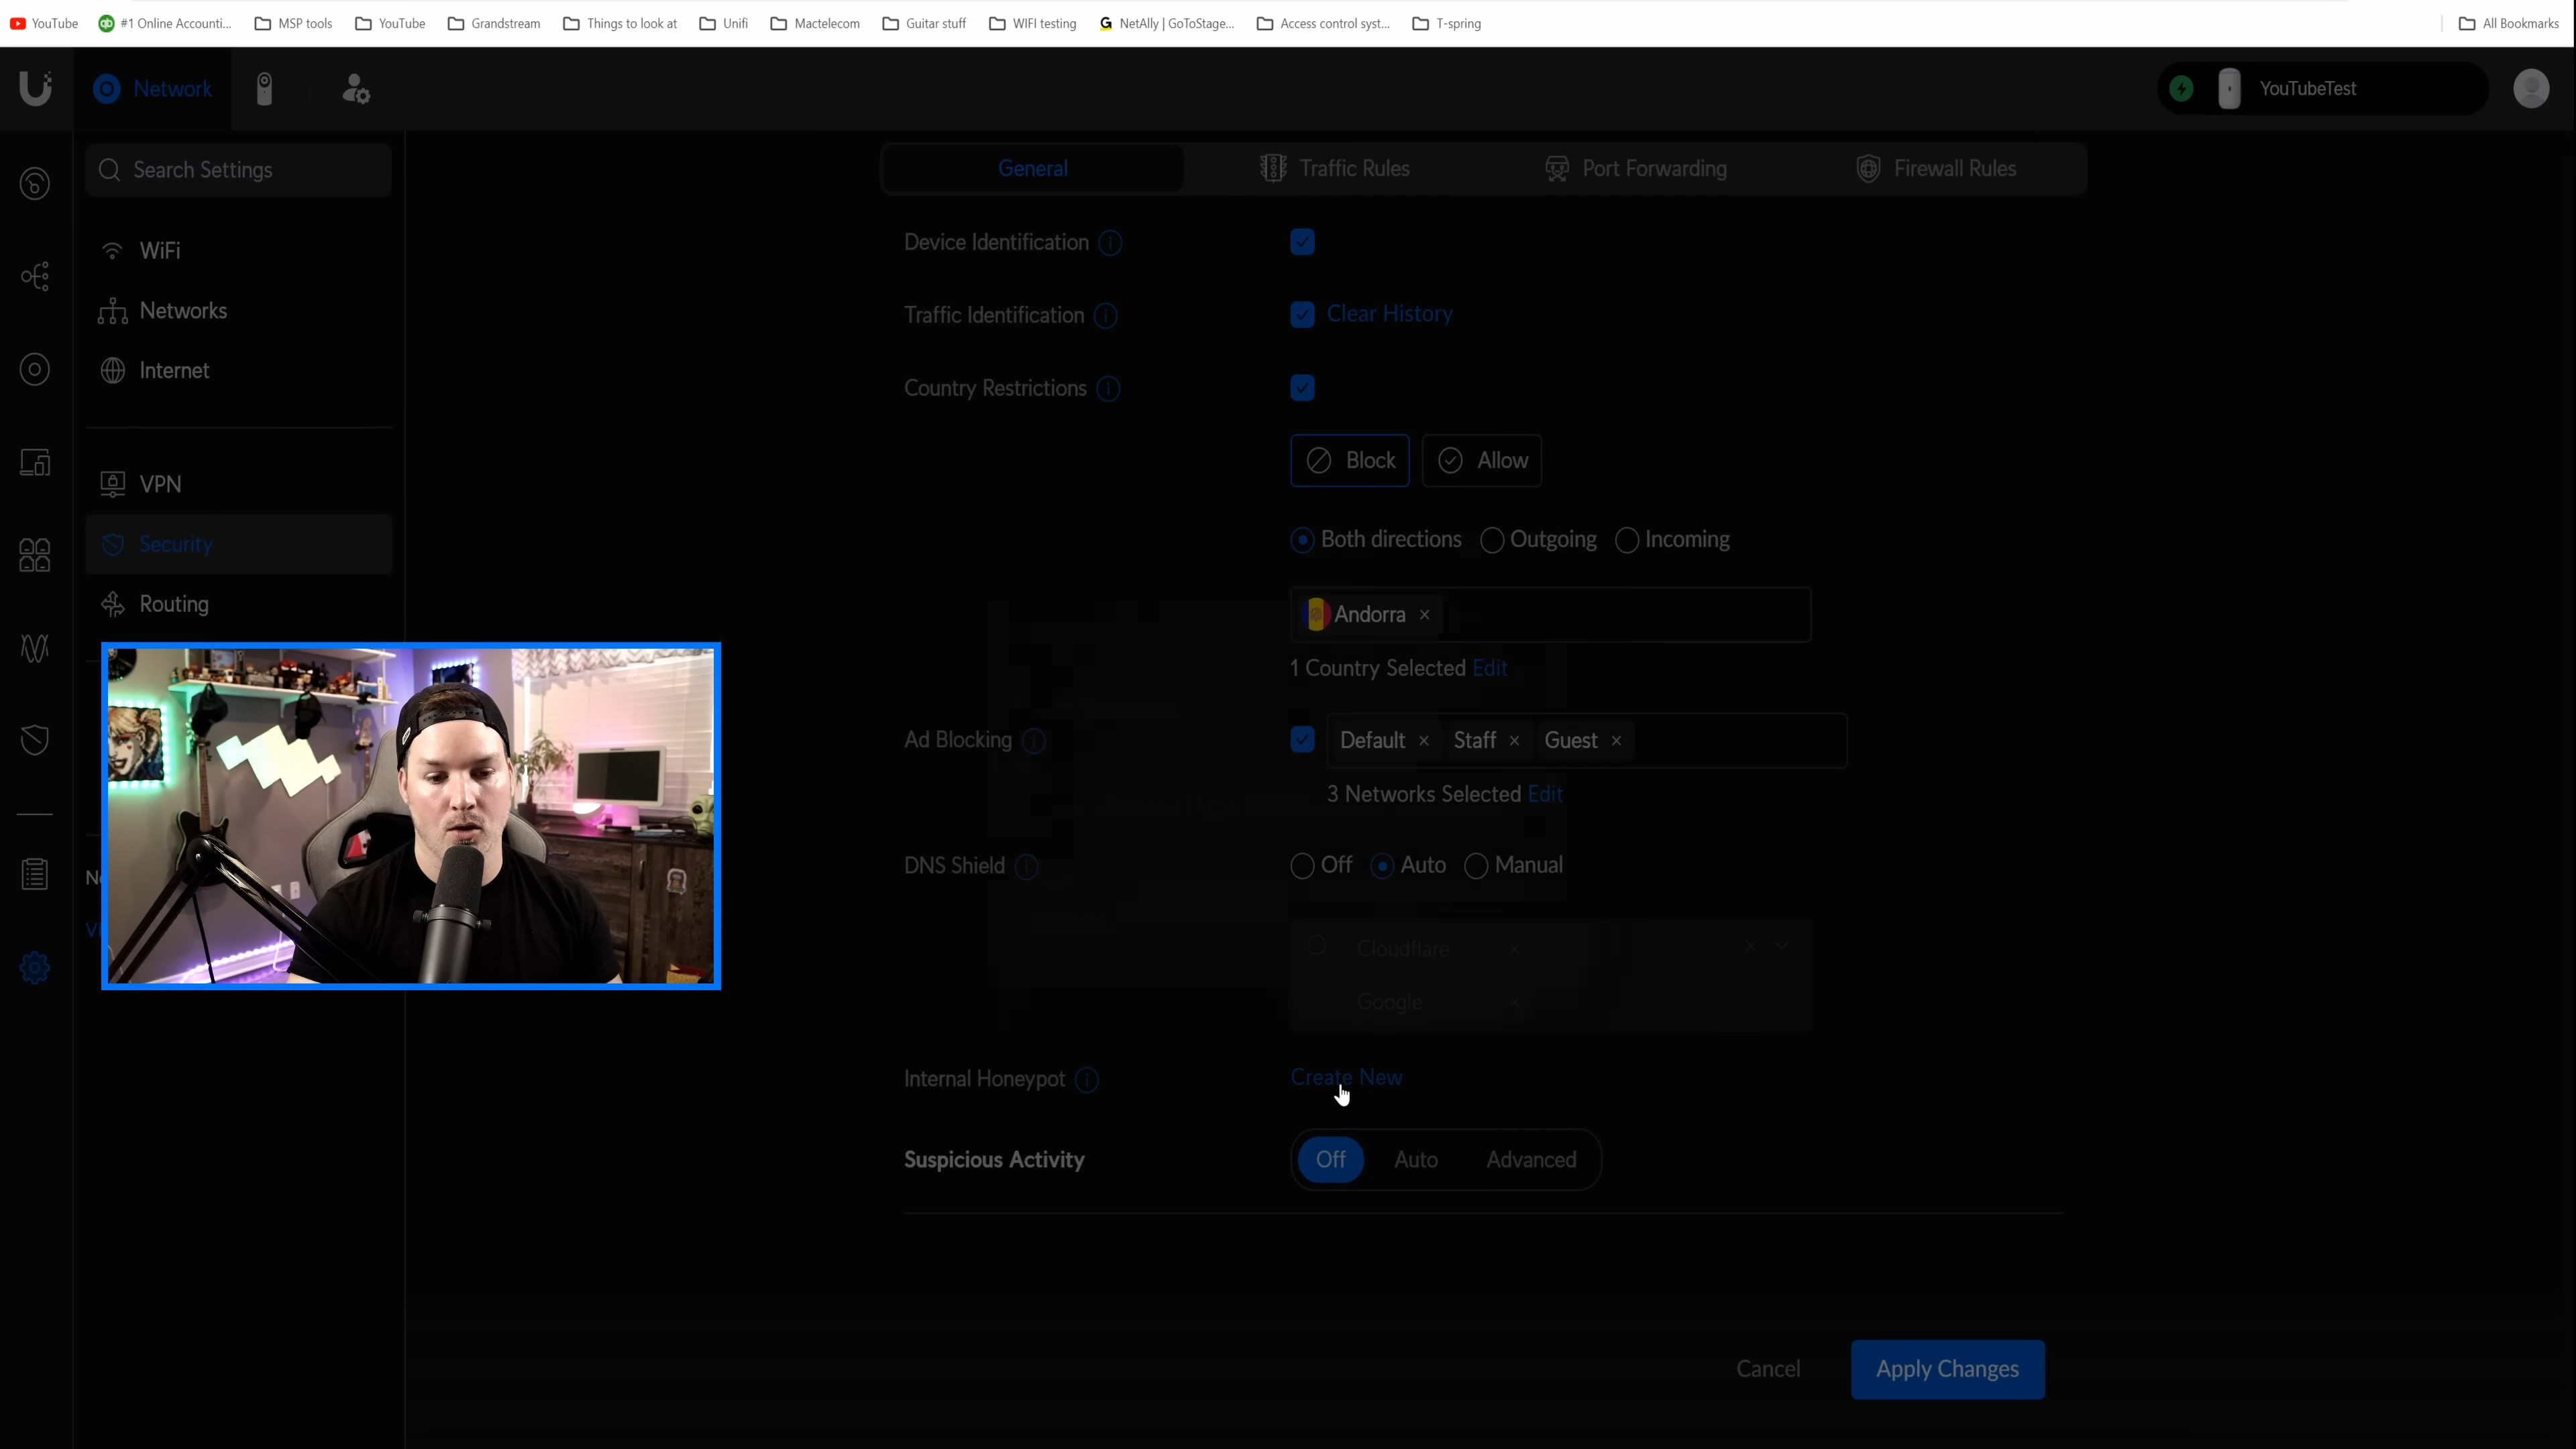 YouTube
#1 Online Accounti...
MSP tools
YouTube
Grandstream
Things to look at
Unifi
Mactelecom
Guitar stuff
WIFI testing
NetAlly | GoToStage...
Access control syst...
T-spring
All Bookmarks
Network
YouTubeTest
Search Settings
WiFi
Networks
Internet
VPN
Security
Routing
General
Traffic Rules
Port Forwarding
Firewall Rules
Device Identification
Traffic Identification
Clear History
Country Restrictions
Block
Allow
Both directions
Outgoing
Incoming
Andorra
1 Country Selected Edit
Ad Blocking
Default
Staff
Guest
3 Networks Selected Edit
DNS Shield
Off
Auto
Manual
Cloudflare
Google
Internal Honeypot
Create New
Suspicious Activity
Off
Auto
Advanced
Cancel
Apply Changes